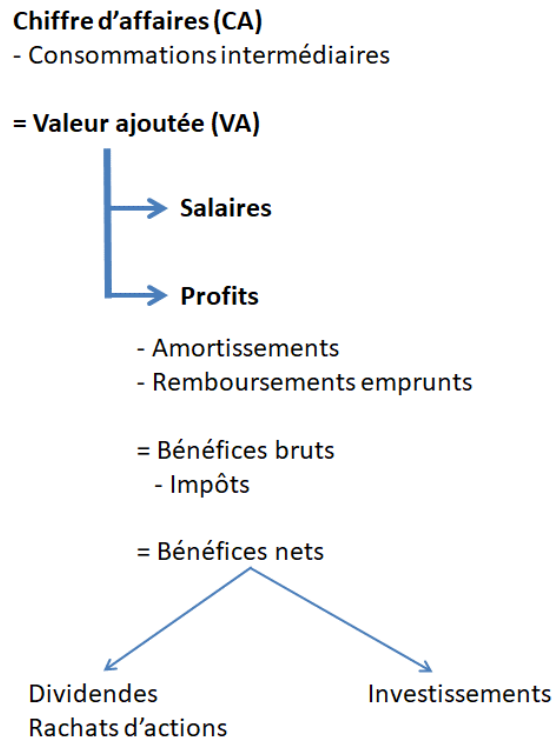 Chiffre d'affaires (CA)
- Consommations intermédiaires
= Valeur ajoutée (VA)
Salaires
Profits
- Amortissements
- Remboursements emprunts
= Bénéfices bruts
- Impôts
= Bénéfices nets
Dividendes
Rachats d'actions
Investissements